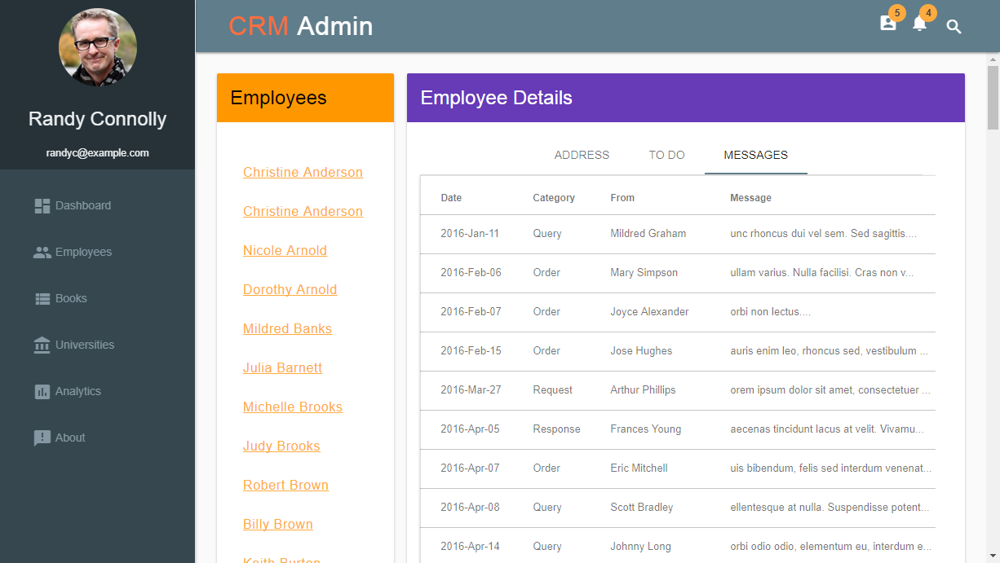 Randy Connolly
randyc@example.com
Dashboard
Employees
Books
Universities
Analytics
About
CRM Admin
5
4
Employees
Christine Anderson
Christine Anderson
Nicole Arnold
Dorothy Arnold
Mildred Banks
Julia Barnett
Michelle Brooks
Judy Brooks
Robert Brown
Billy Brown
Keith Burton
Employee Details
ADDRESS TO DO MESSAGES
Date Category From Message
2016-Jan-11 Query Mildred Graham unc rhoncus dui vel sem. Sed sagittis....
2016-Feb-06 Order Mary Simpson ullam varius. Nulla facilisi. Cras non v...
2016-Feb-07 Order Joyce Alexander orbi non lectus....
2016-Feb-15 Order Jose Hughes auris enim leo, rhoncus sed, vestibulum ...
2016-Mar-27 Request Arthur Phillips orem ipsum dolor sit amet, consectetuer ...
2016-Apr-05 Response Frances Young aecenas tincidunt lacus at velit. Vivamu...
2016-Apr-07 Order Eric Mitchell uis bibendum, felis sed interdum venenat...
2016-Apr-08 Query Scott Bradley ellentesque at nulla. Suspendisse potent...
2016-Apr-14 Query Johnny Long orbi odio odio, elementum eu, interdum e...